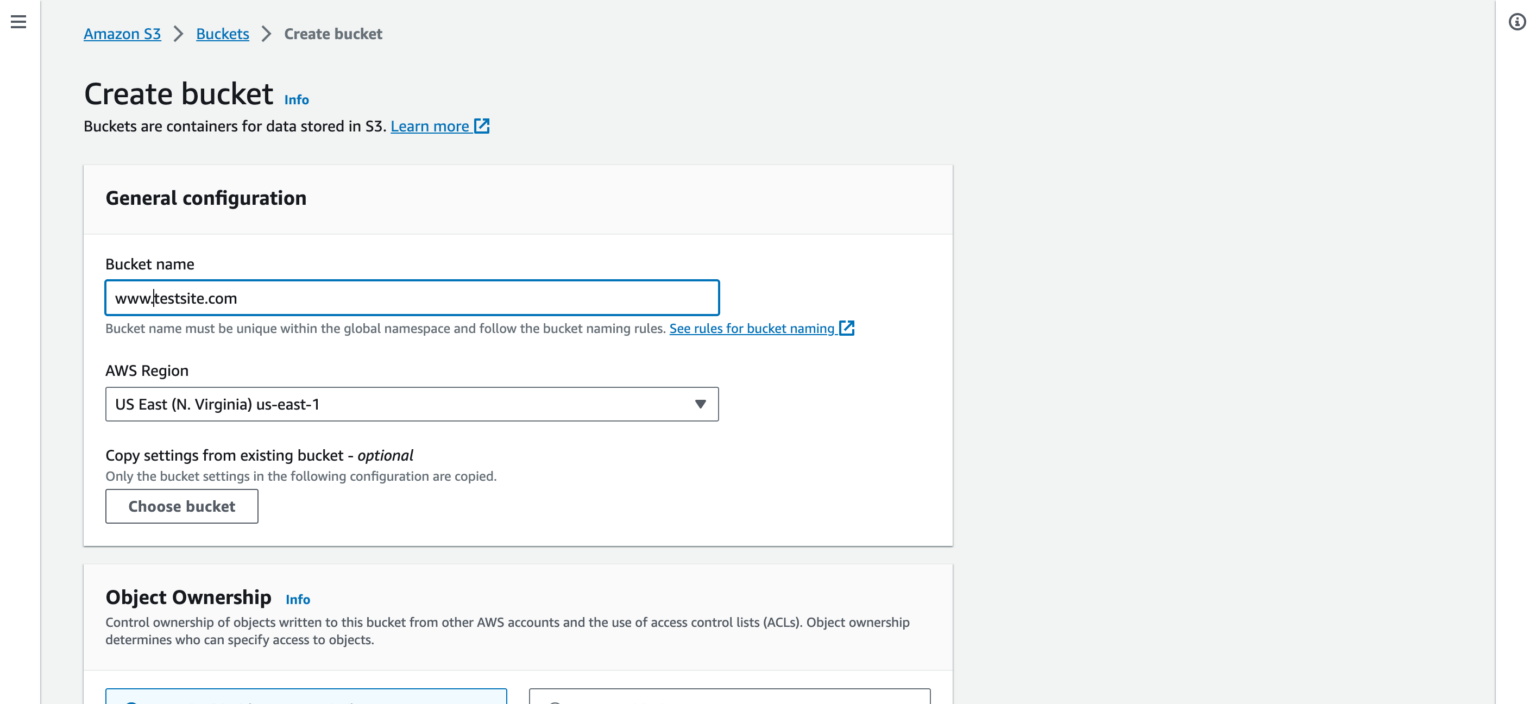 Amazon S3 > Buckets > Create bucket
Create bucket Info
Buckets are containers for data stored in S3. Learn more
General configuration
Bucket name
www.testsite.com
Bucket name must be unique within the global namespace and follow the bucket naming rules. See rules for bucket naming
AWS Region
US East (N. Virginia) us-east-1
Copy settings from existing bucket - optional
Only the bucket settings in the following configuration are copied.
Choose bucket
Object Ownership Info
Control ownership of objects written to this bucket from other AWS accounts and the use of access control lists (ACLs). Object ownership
determines who can specify access to objects.